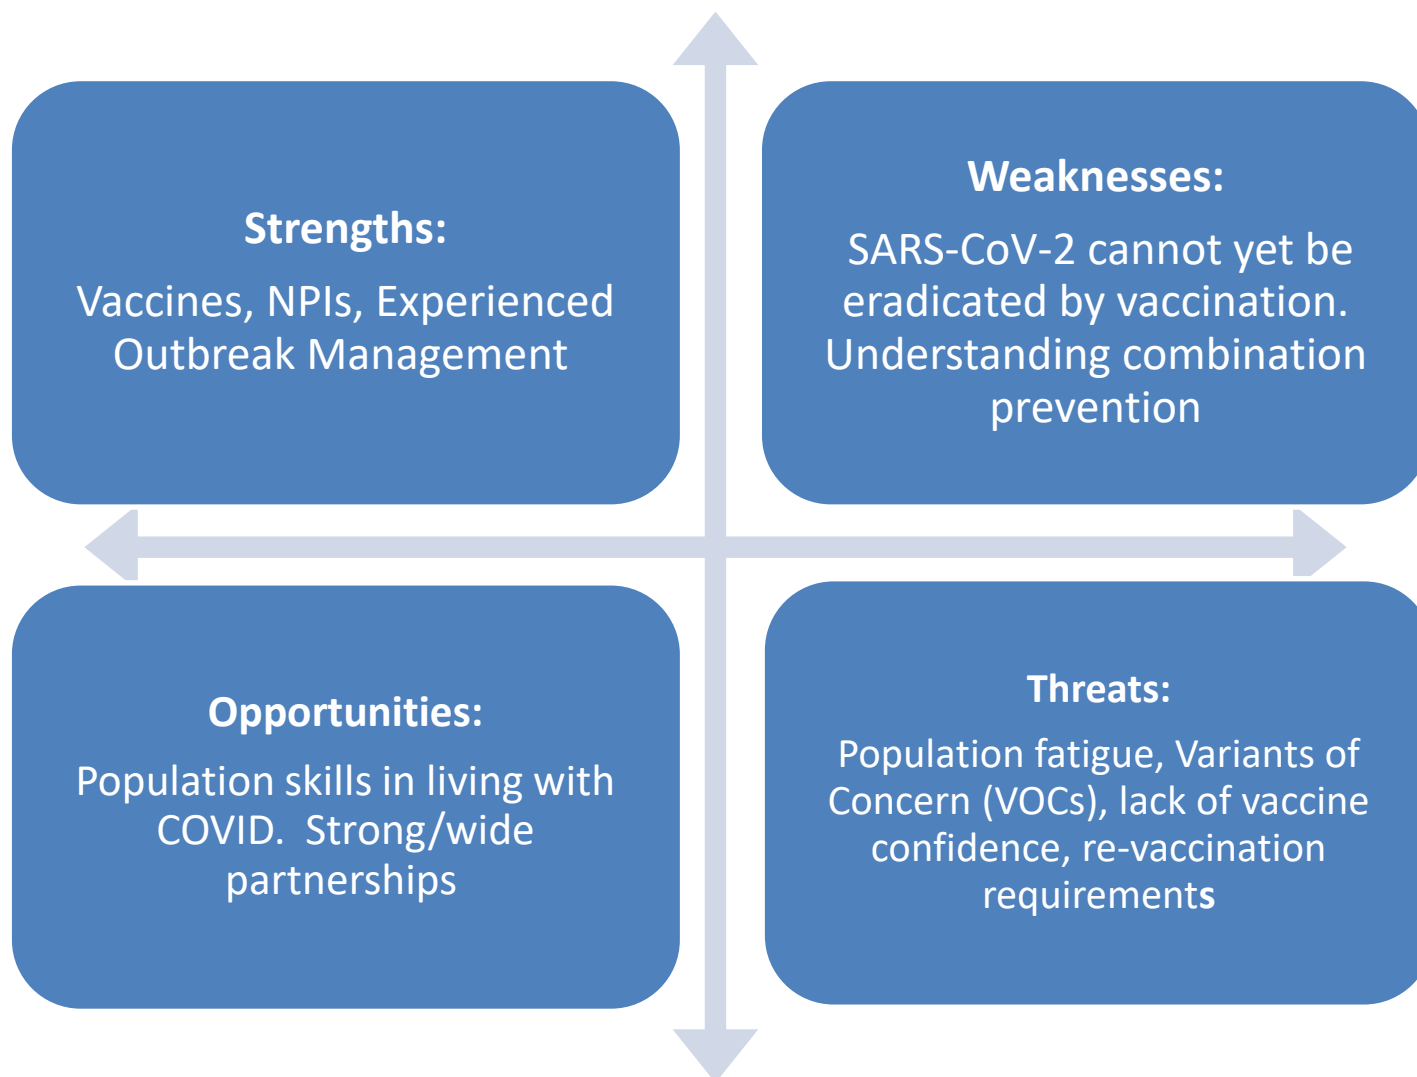 Strengths:
Vaccines, NPIs, Experienced
Outbreak Management
Weaknesses:
SARS-CoV-2 cannot yet be
eradicated by vaccination.
Understanding combination
prevention
Opportunities:
Population skills in living with
COVID.  Strong/wide
partnerships
Threats:
Population fatigue, Variants of
Concern (VOCs), lack of vaccine
confidence, re-vaccination
requirements